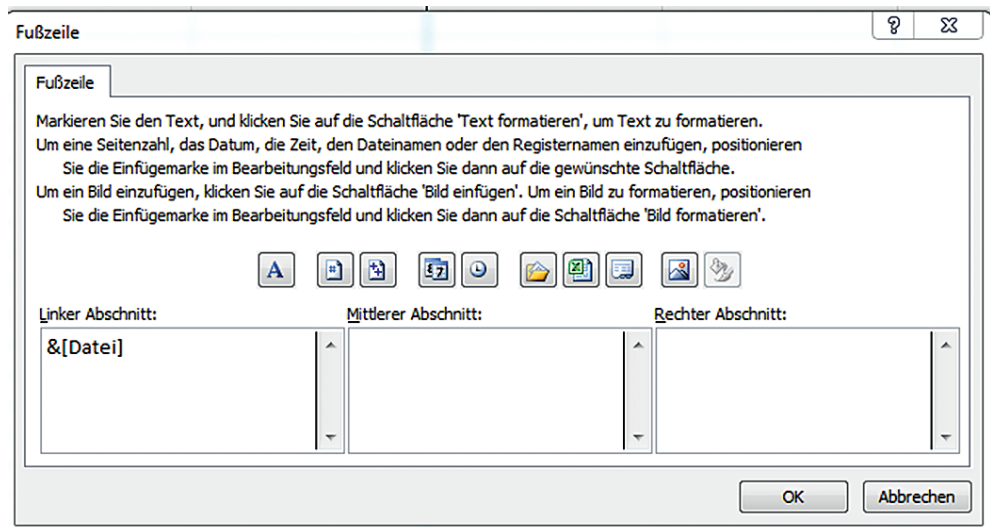 Fußzeile
Fußzeile
Markieren Sie den Text, und klicken Sie auf die Schaltfläche 'Text formatieren', um Text zu formatieren.
Um eine Seitenzahl, das Datum, die Zeit, den Dateinamen oder den Registernamen einzufügen, positionieren
Sie die Einfügemarke im Bearbeitungsfeld und klicken Sie dann auf die gewünschte Schaltfläche.
Um ein Bild einzufügen, klicken Sie auf die Schaltfläche 'Bild einfügen'. Um ein Bild zu formatieren, positionieren
Sie die Einfügemarke im Bearbeitungsfeld und klicken Sie dann auf die Schaltfläche 'Bild formatieren'.
Linker Abschnitt: Mittlerer Abschnitt: Rechter Abschnitt:
&[Datei]
OK Abbrechen